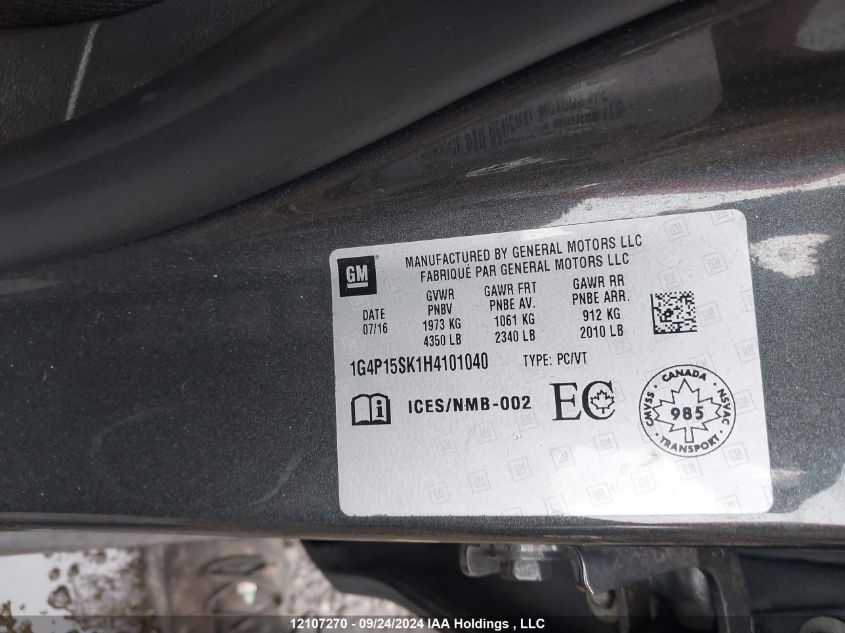 GM
MANUFACTURED BY GENERAL MOTORS LLC
FABRIQUÉ PAR GENERAL MOTORS LLC
DATE
07/16
GVWR
PNBV
1973 KG
4350 LB
GAWR FRT
PNBE AV.
1061 KG
2340 LB
GAWR RR
PNBE ARR.
912 KG
2010 LB
1G4P15SK1H4101040 TYPE: PC/VT
i ICES/NMB-002 EC
CANADA
CMVSS 985 NSVAC
TRANSPORT
12107270 - 09/24/2024 IAA Holdings , LLC